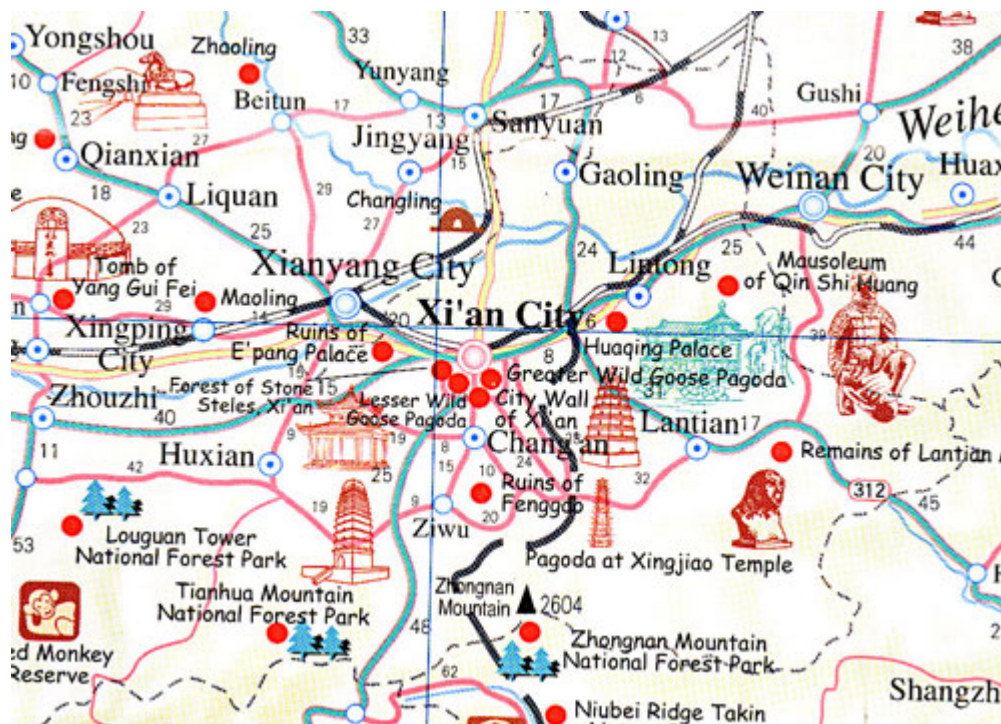 Yongshou
Zhaoling
33
13
12
38
10
Fengshi
Yunyang
Beitun
17
13
17
6
40
Gushi
23
Sanyuan
Weihe
Qianxian
27
Jingyang
15
20
18
29
Gaoling
Weinan City
Liquan
Changling
23
25
27
24
44
Xianyang City
Lintong
25
Mausoleum
of Qin Shi Huang
Tomb of
Yang Gui Fei
Maoling
29
14
20
Xi'an City
6
39
Xingping
City
Ruins of
E'pang Palace
8
Huaqing Palace
Greater Wild Goose Pagoda
Zhouzhi
Forest of Stone
Steles, Xi'an
16
15
Lesser Wild
Goose Pagoda
City Wall
of Xi'an
31
40
Lantian
17
11
Huxian
9
19
8
Chang'an
42
25
15
10
24
32
Remains of Lantian
19
9
Ruins of
Fenggao
312
45
Ziwu
20
53
Louguan Tower
National Forest Park
Pagoda at Xingjiao Temple
Tianhua Mountain
National Forest Park
Zhongnan
Mountain
2604
48
Zhongnan Mountain
National Forest Park
Monkey
Reserve
62
Niubei Ridge Takin